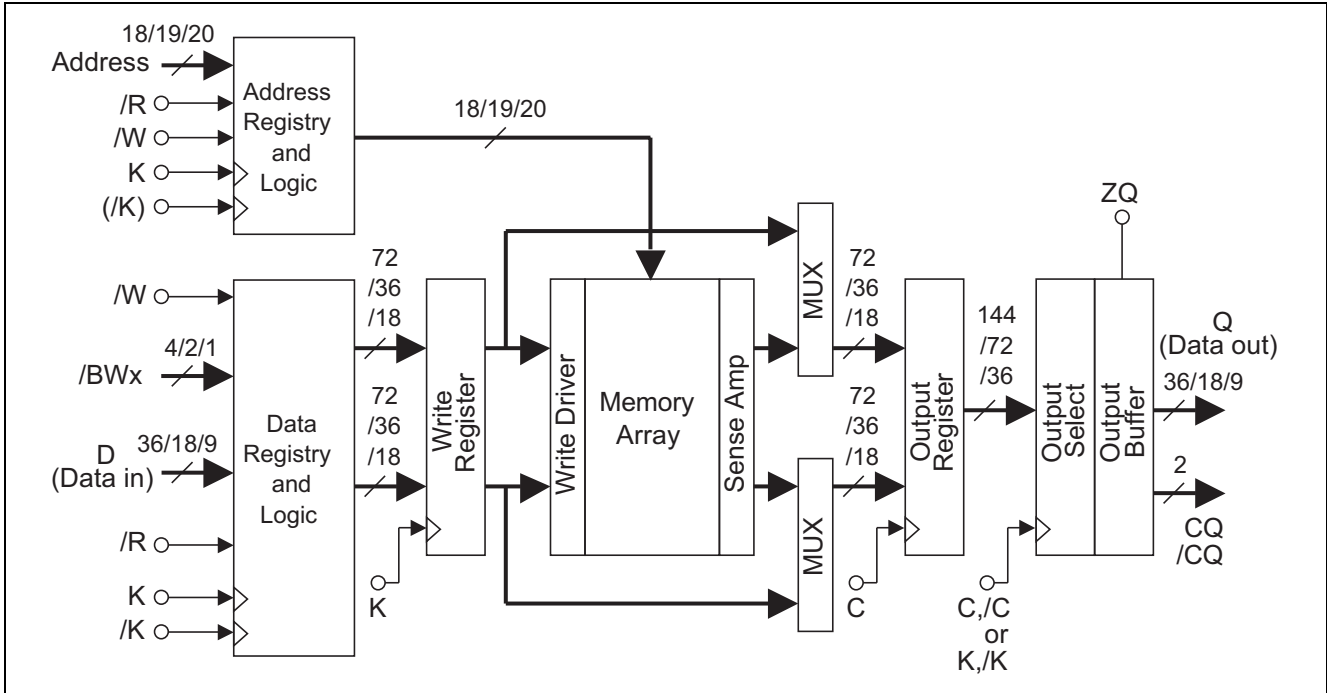 18/19/20
Address
/R
/W
K
(/K)
Address
Registry
and
Logic
18/19/20
/W
4/2/1
/BWx
36/18/9
D
(Data in)
/R
K
/K
Data
Registry
and
Logic
72
/36
/18
72
/36
/18
Write
Register
K
Write Driver
Memory
Array
Sense Amp
MUX
MUX
72
/36
/18
72
/36
/18
Output
Register
C
144
/72
/36
Output
Select
Output
Buffer
C,/C
or
K,/K
ZQ
Q
(Data out)
36/18/9
2
CQ
/CQ